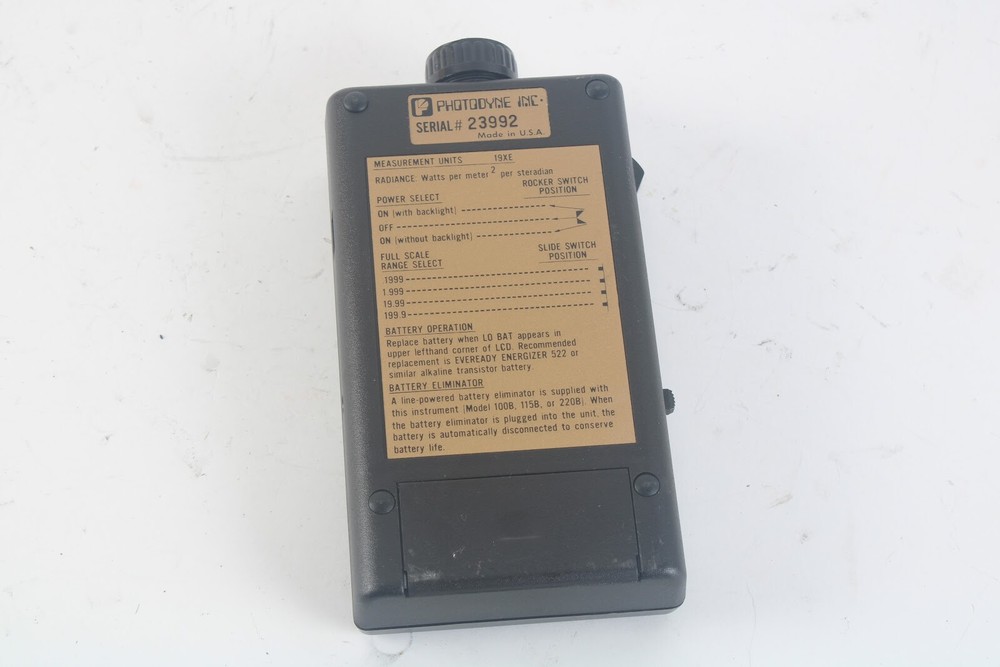 PHOTODYNE INC.
SERIAL# 23992
Made in U.S.A.
MEASUREMENT UNITS 19XE
RADIANCE: Watts per meter2 per steradian
POWER SELECT ROCKER SWITCH POSITION
ON (with backlight)
OFF
ON (without backlight)
FULL SCALE SLIDE SWITCH
RANGE SELECT POSITION
1999
1.999
19.99
199.9
BATTERY OPERATION
Replace battery when LO BAT appears in
upper lefthand corner of LCD. Recommended
replacement is EVEREADY ENERGIZER 522 or
similar alkaline transistor battery.
BATTERY ELIMINATOR
A line-powered battery eliminator is supplied with
this instrument (Model 100B, 115B, or 220B). When
the battery eliminator is plugged into the unit, the
battery is automatically disconnected to conserve
battery life.